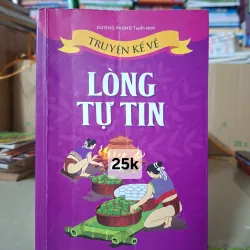 DƯƠNG PHONG Tuyển chọn
TRUYỆN KỂ VỀ
LÒNG
TỰ TIN
25k